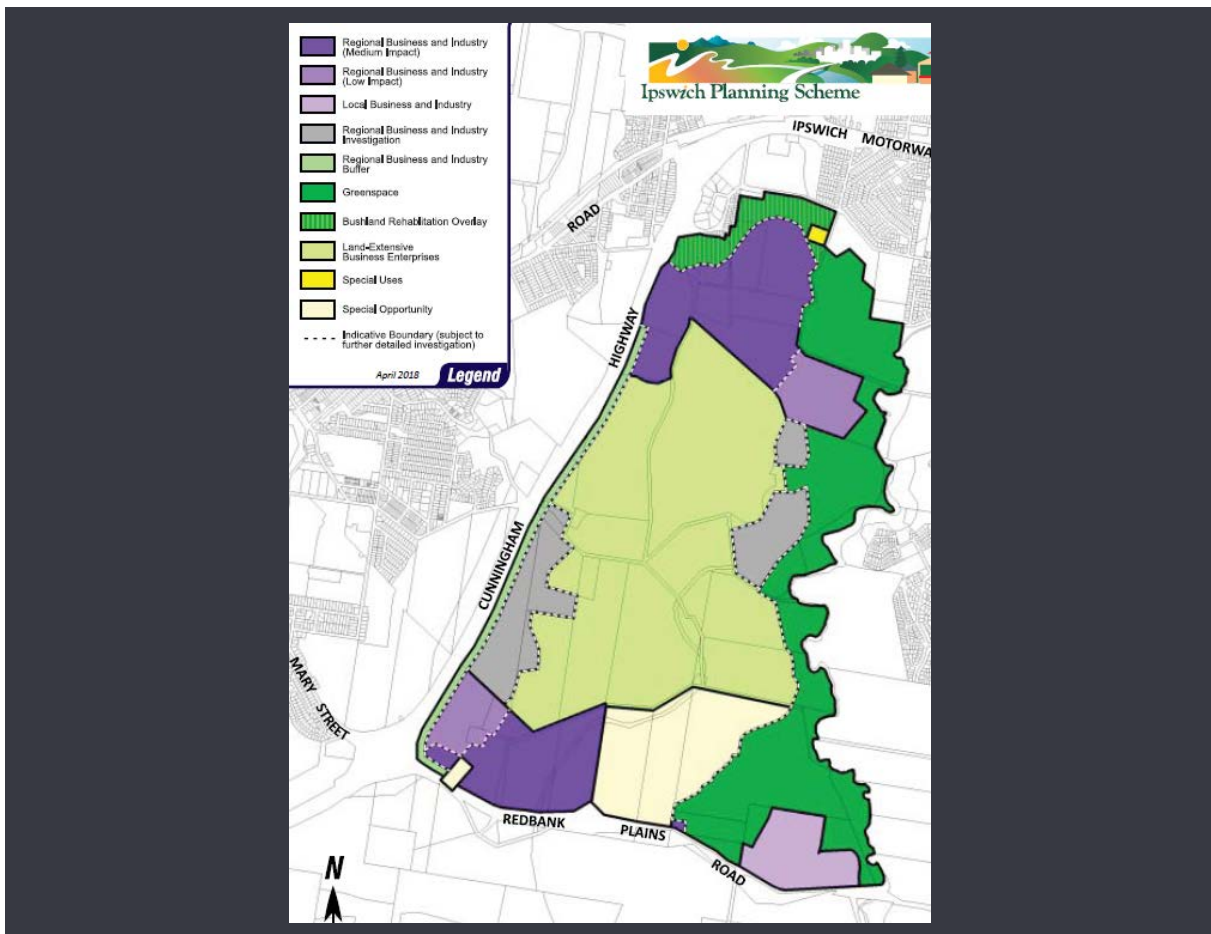 Regional Business and Industry
(Medium Impact)
Regional Business and Industry
(Low Impact)
Local Business and Industry
Regional Business and Industry
Investigation
Regional Business and Industry
Buffer
Greenspace
Bushland Rehablitation Overlay
Land-Extensive
Business Enterprises
Special Uses
Special Opportunity
Indicative Boundary (subject to
further detailed investigation)
April 2018 Legend
Ipswich Planning Scheme
IPSWICH MOTORWA
ROAD
HIGHWAY
CUNNINGHAM
MARY STREET
REDBANK PLAINS ROAD
N